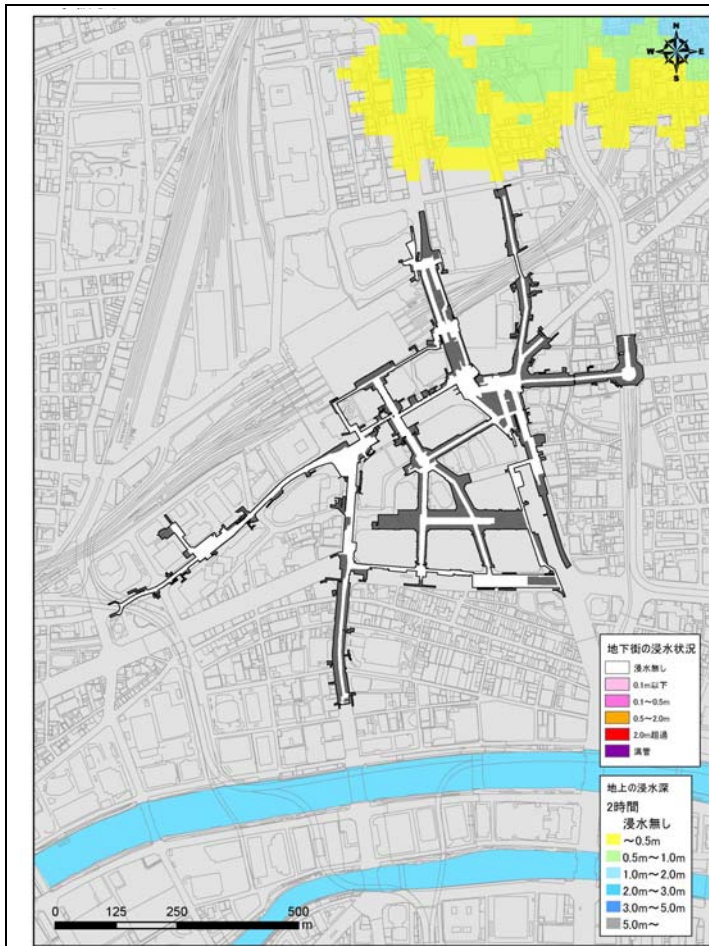 N
W E
S
地下街の浸水状況
浸水無し
0.1m以下
0.1～0.5m
0.5～2.0m
2.0m超過
満管
地上の浸水深
2時間
浸水無し
～0.5m
0.5m～1.0m
1.0m～2.0m
2.0m～3.0m
3.0m～5.0m
5.0m～
0 125 250 500
m